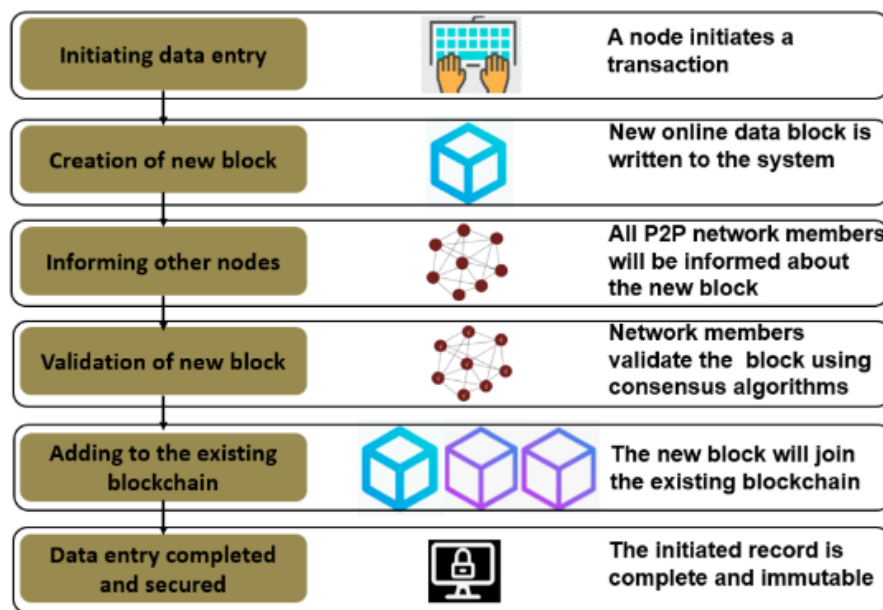 Initiating data entry
A node initiates a
transaction
Creation of new block
New online data block is
written to the system
Informing other nodes
All P2P network members
will be informed about
the new block
Validation of new block
Network members
validate the block using
consensus algorithms
Adding to the existing
blockchain
The new block will join
the existing blockchain
Data entry completed
and secured
The initiated record is
complete and immutable